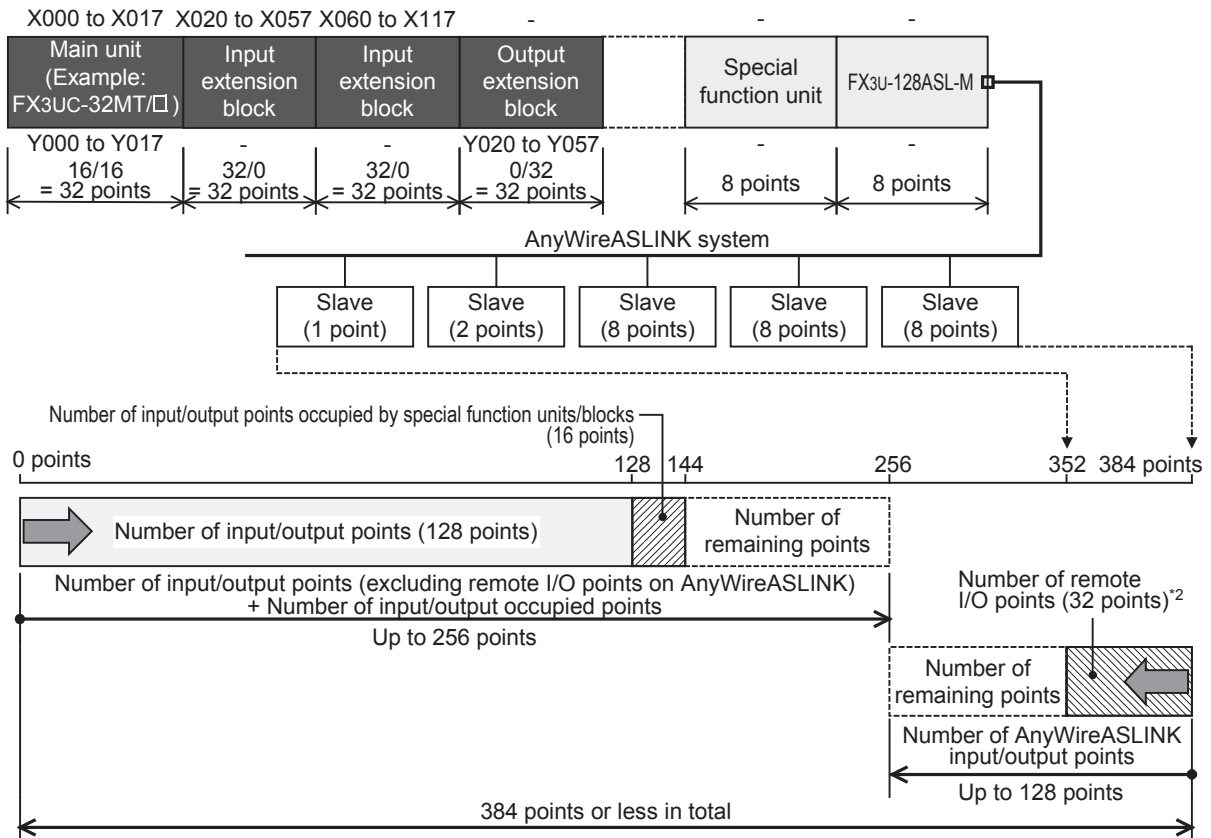 X000 to X017 X020 to X057 X060 to X117 - - -
Main unit
(Example:
FX3UC-32MT/□)
Input
extension
block
Input
extension
block
Output
extension
block
Special
function unit
FX3U-128ASL-M
Y000 to Y017 - - Y020 to Y057 - -
16/16
= 32 points
32/0
= 32 points
32/0
= 32 points
0/32
= 32 points
8 points
8 points
AnyWireASLINK system
Slave
(1 point)
Slave
(2 points)
Slave
(8 points)
Slave
(8 points)
Slave
(8 points)
Number of input/output points occupied by special function units/blocks
(16 points)
0 points 128 144 256 352 384 points
Number of input/output points (128 points)
Number of
remaining points
Number of input/output points (excluding remote I/O points on AnyWireASLINK)
+ Number of input/output occupied points
Up to 256 points
Number of remote
I/O points (32 points)*2
Number of
remaining points
Number of AnyWireASLINK
input/output points
Up to 128 points
384 points or less in total